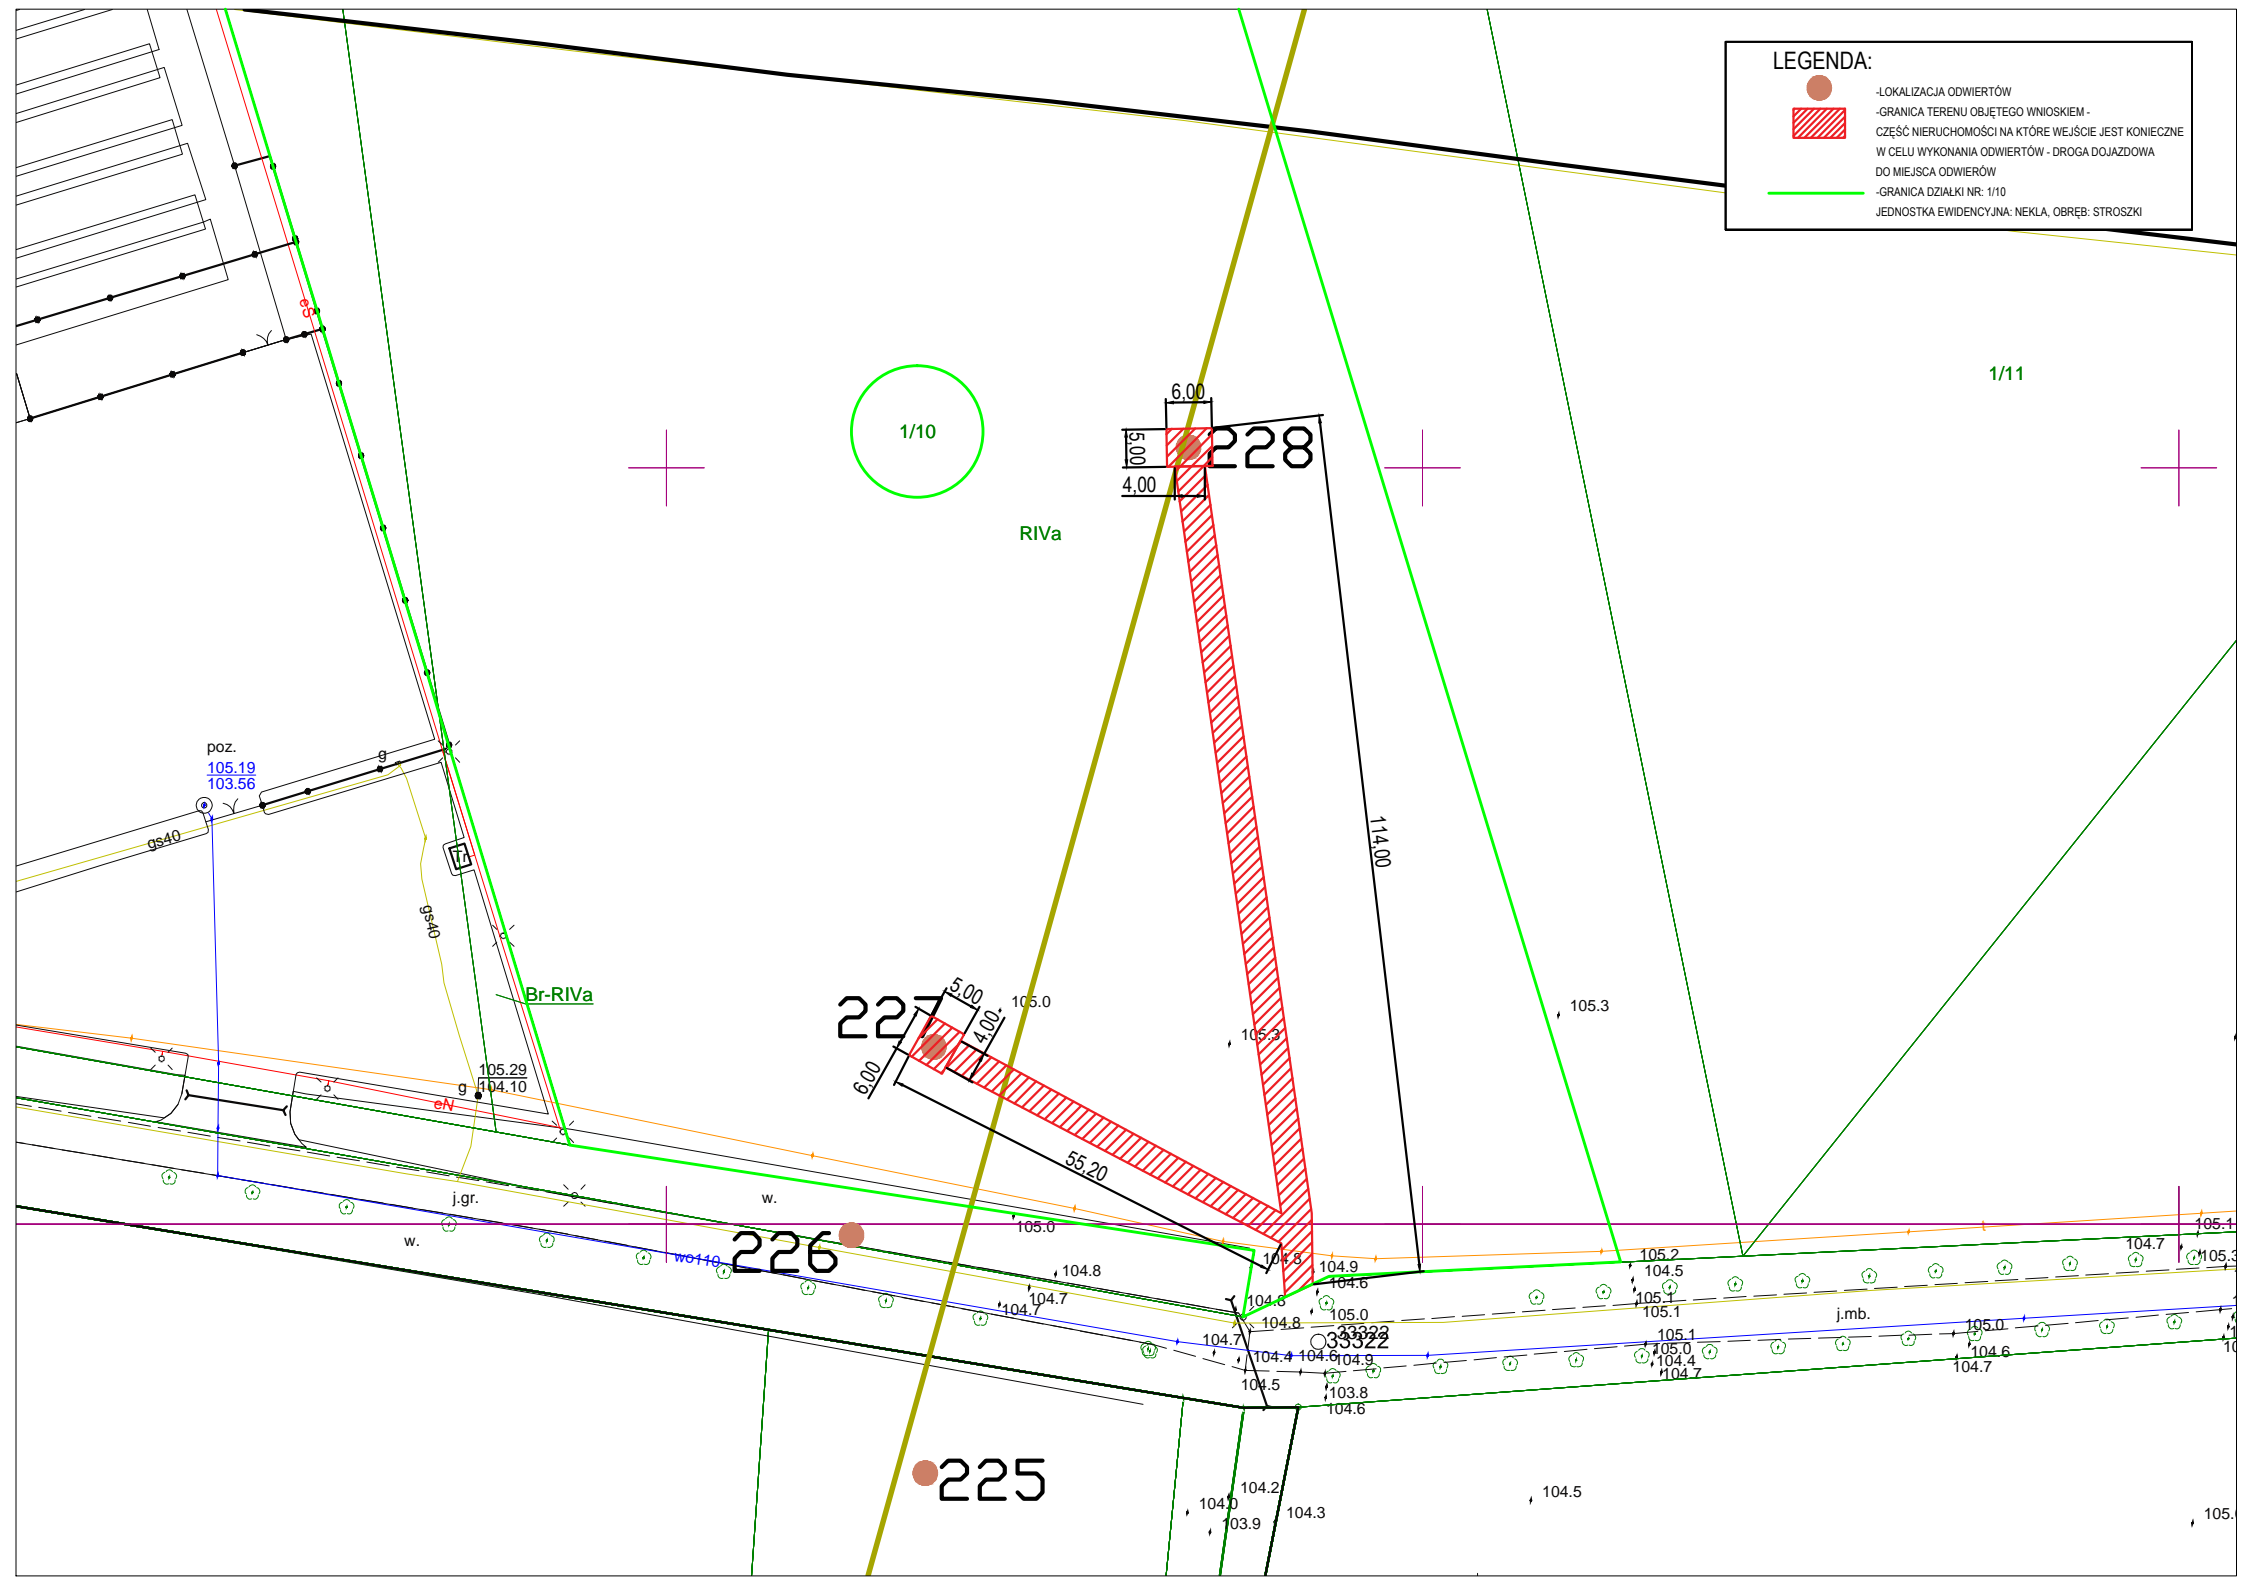 LEGENDA:
-LOKALIZACJA ODWIERTÓW
-GRANICA TERENU OBJĘTEGO WNIOSKIEM -
CZĘŚĆ NIERUCHOMOŚCI NA KTÓRE WEJŚCIE JEST KONIECZNE
W CELU WYKONANIA ODWIERTÓW - DROGA DOJAZDOWA
DO MIEJSCA ODWIERÓW
-GRANICA DZIAŁKI NR: 1/10
JEDNOSTKA EWIDENCYJNA: NEKLA, OBRĘB: STROSZKI
eS
1/11
6,00
1/10
5,00
228
4,00
RIVa
poz.
105.19
103.56
g
gs40
Tr
114,00
gs40
Br-RIVa
5,00
105.0
105.3
227
4,00
105.3
6,00
105.29
g
104.10
eN
55,20
j.gr.
w.
105.0
105.1
w.
226
wo110
104.8
104.8
104.9
105.2
104.7
105.3
104.7
104.6
104.5
104.7
104.8
105.0
105.1
105.1
j.mb.
104.8
33322
33322
105.0
104.7
105.1
104.4
104.6
104.9
105.0
104.4
104.6
104.7
104.5
103.8
104.7
104.6
225
104.2
104.5
104.0
104.3
103.9